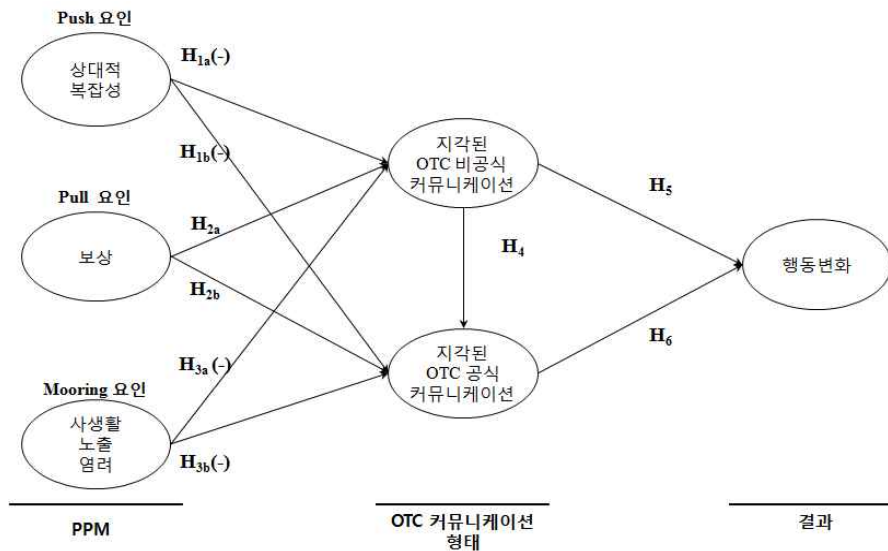 Push 요인
상대적
복잡성
H1a(-)
H1b(-)
Pull 요인
보상
H2a
H2b
Mooring 요인
사생활
노출
염려
H3a(-)
H3b(-)
지각된
OTC 비공식
커뮤니케이션
H4
지각된
OTC 공식
커뮤니케이션
H5
H6
행동변화
PPM
OTC 커뮤니케이션
형태
결과